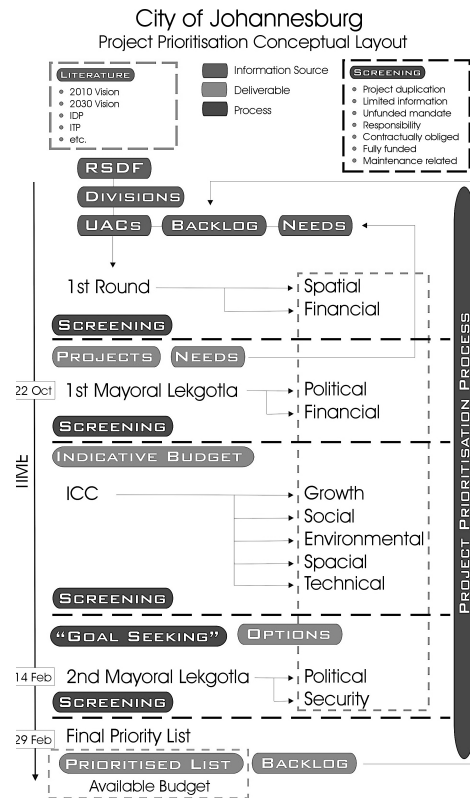 City of Johannesburg
Project Prioritisation Conceptual Layout
LITERATURE
2010 Vision
2030 Vision
IDP
ITP
etc.
Information Source
Deliverable
Process
SCREENING
Project duplication
Limited information
Unfunded mandate
Responsibility
Contractually obliged
Fully funded
Maintenance related
RSDF
DIVISIONS
UACS BACKLOG NEEDS
1st Round Spatial
Financial
SCREENING
PROJECTS NEEDS
22 Oct 1st Mayoral Lekgotla Political
Financial
SCREENING
INDICATIVE BUDGET
TIME
ICC Growth
Social
Environmental
Spacial
Technical
SCREENING
"GOAL SEEKING" OPTIONS
14 Feb 2nd Mayoral Lekgotla Political
SCREENING Security
29 Feb Final Priority List
PRIORITISED LIST BACKLOG
Available Budget
PROJECT PRIORITISATION PROCESS